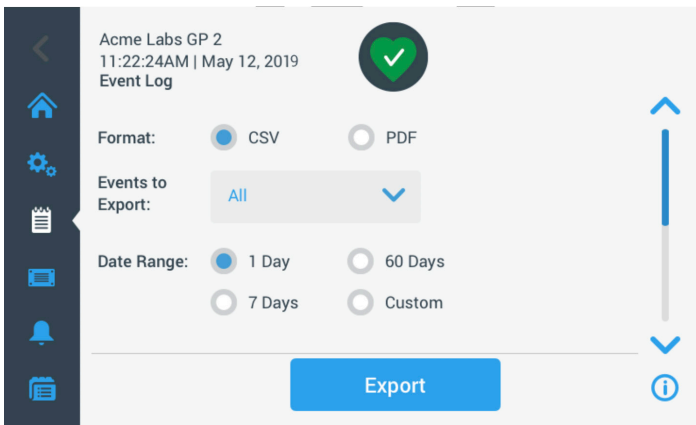 Acme Labs GP 2
11:22:24AM | May 12, 2019
Event Log
Format: CSV PDF
Events to
Export: All
Date Range: 1 Day 60 Days
7 Days Custom
Export